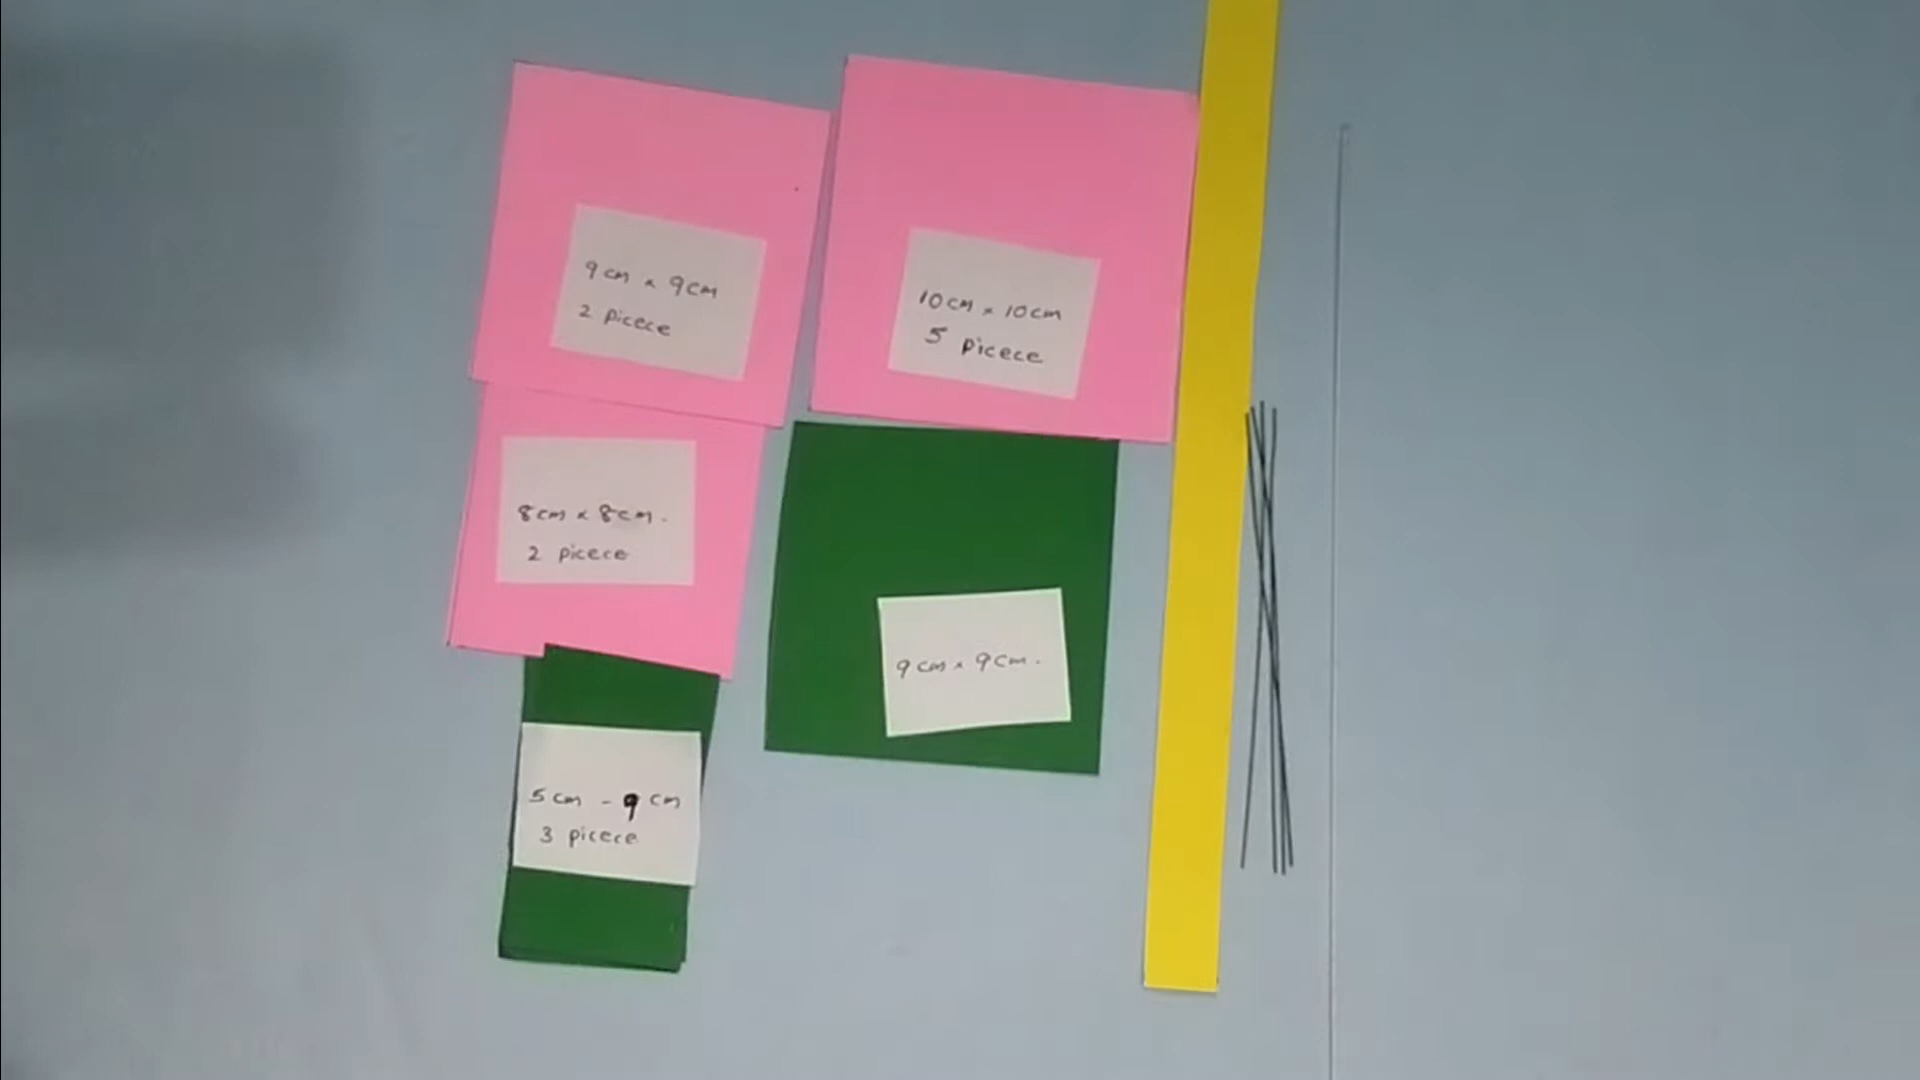 9cm x 9cm
2 picece
10cm x 10cm
5 picece
8cm x 8cm.
2 picece
9cm x 9cm.
5cm - 9cm
3 picece